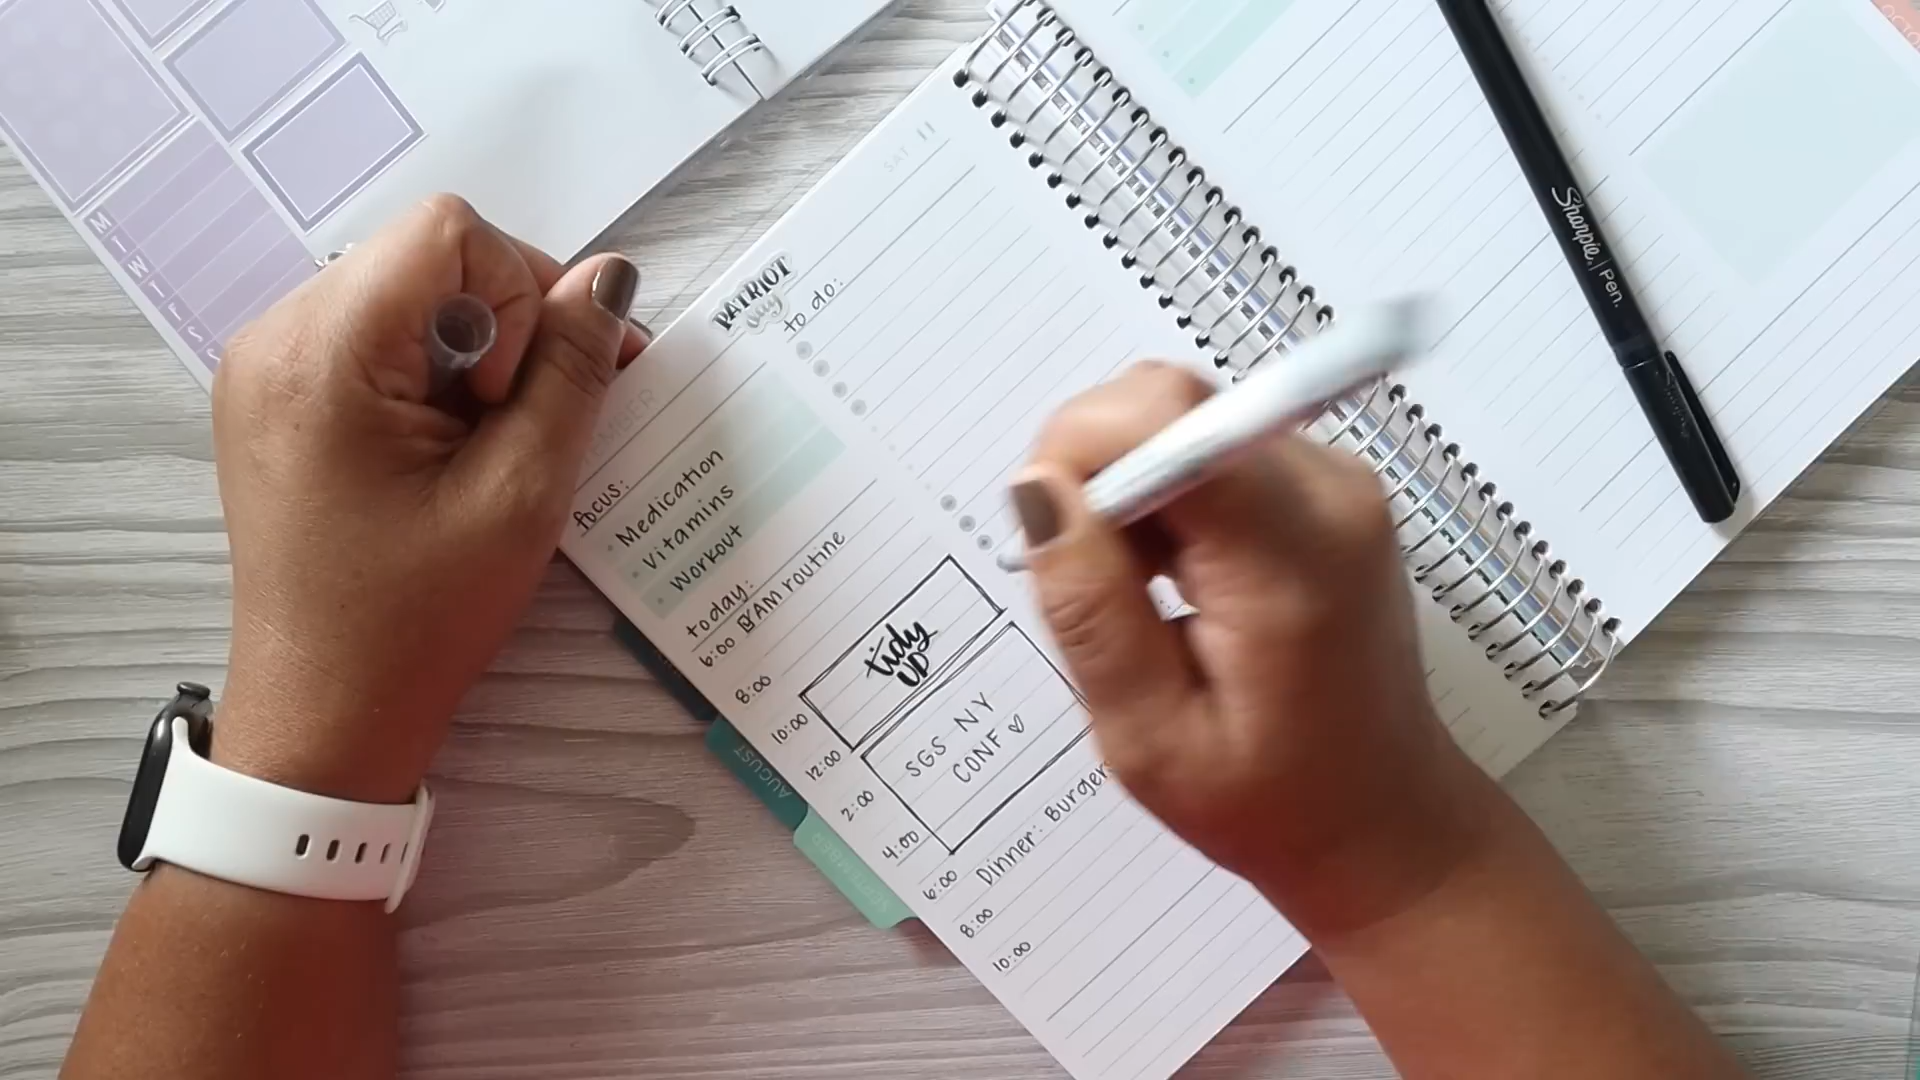 SAT 11
PATRIOT
day
to do:
focus:
Medication
Vitamins
Workout
today:
6:00 AM routine
8:00
10:00
12:00
2:00
4:00
6:00 Dinner: Burgers
8:00
10:00
tidy
UP
SGS NY
CONF ♡
AUGUST
SEPTEMBER
Sharpie. Pen.